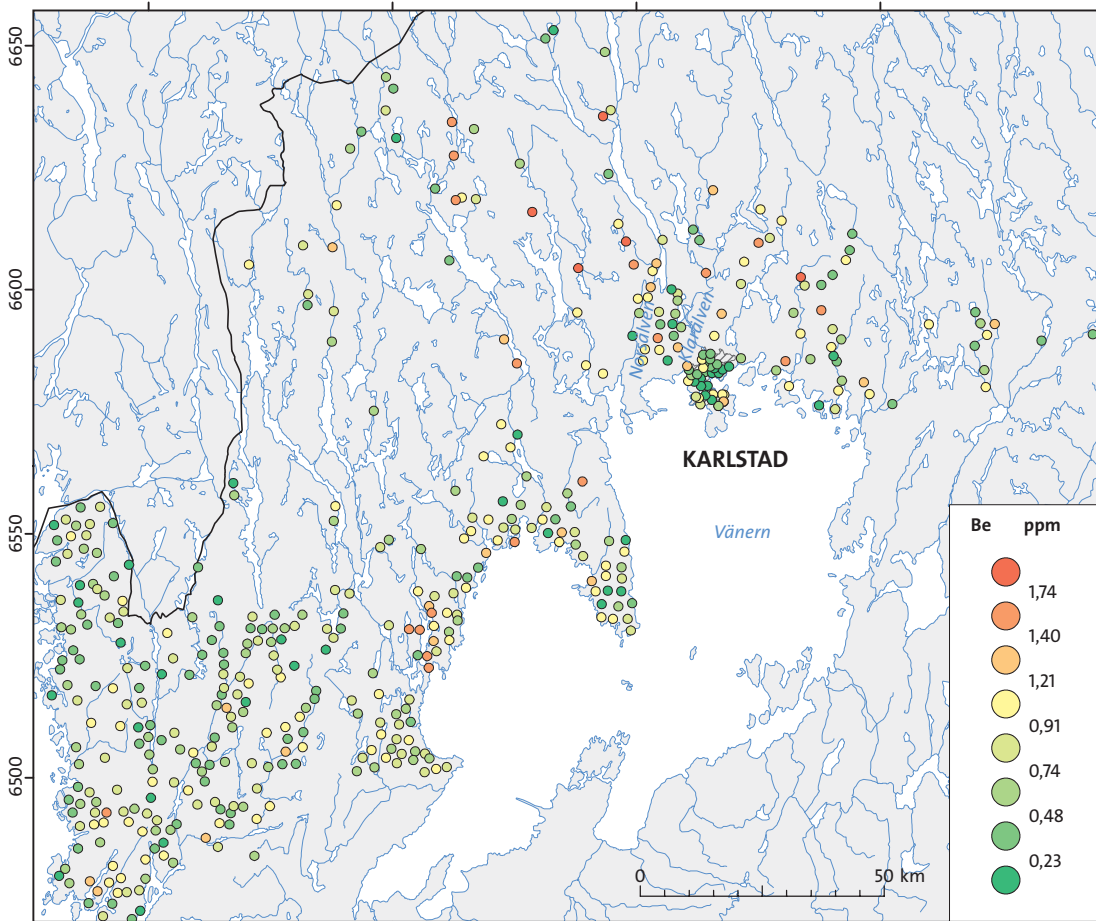 6650
6600
6550
6500
Norsälven
Klarälven
KARLSTAD
Vänern
Be ppm
1,74
1,40
1,21
0,91
0,74
0,48
0,23
0 50 km